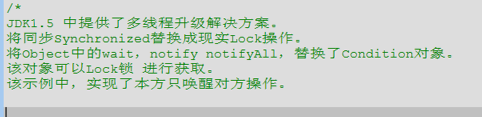 /*
JDK1.5 中提供了多线程升级解决方案。
将同步Synchronized替换成现实Lock操作。
将Object中的wait，notify notifyAll，替换了Condition对象。
该对象可以Lock锁 进行获取。
该示例中，实现了本方只唤醒对方操作。